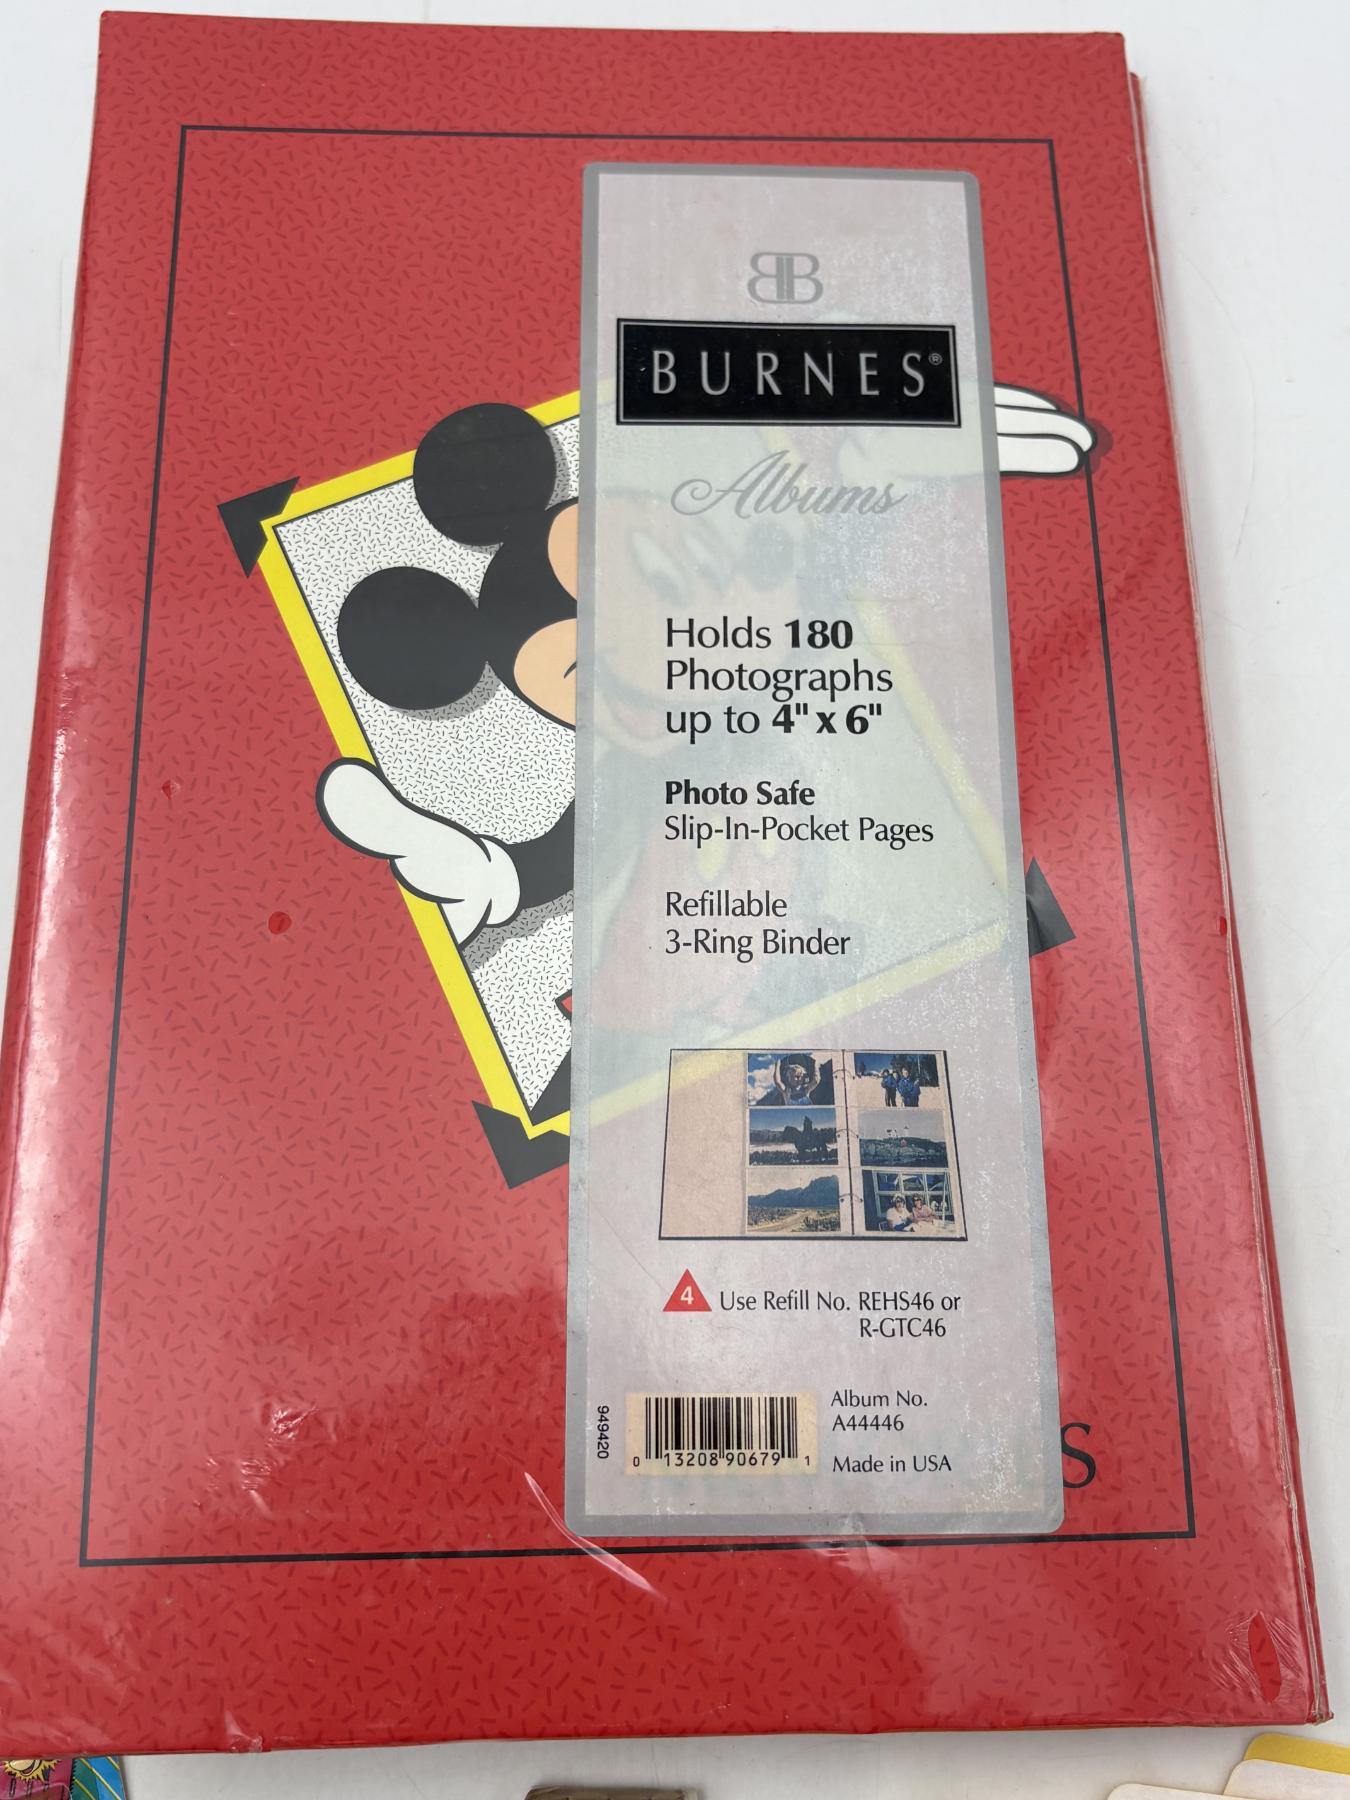 BB
BURNES®
Albums
Holds 180
Photographs
up to 4" x 6"
Photo Safe
Slip-In-Pocket Pages
Refillable
3-Ring Binder
4 Use Refill No. REHS46 or
R-GTC46
Album No.
A44446
Made in USA
949420
0 13208 90679 1
S